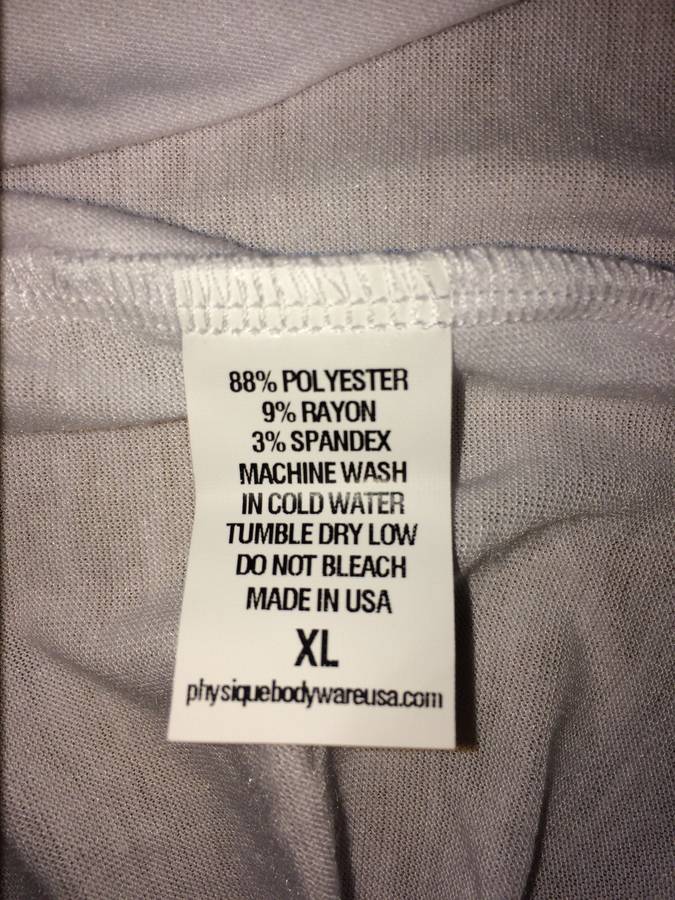 88% POLYESTER
9% RAYON
3% SPANDEX
MACHINE WASH
IN COLD WATER
TUMBLE DRY LOW
DO NOT BLEACH
MADE IN USA
XL
physiquebodywareusa.com